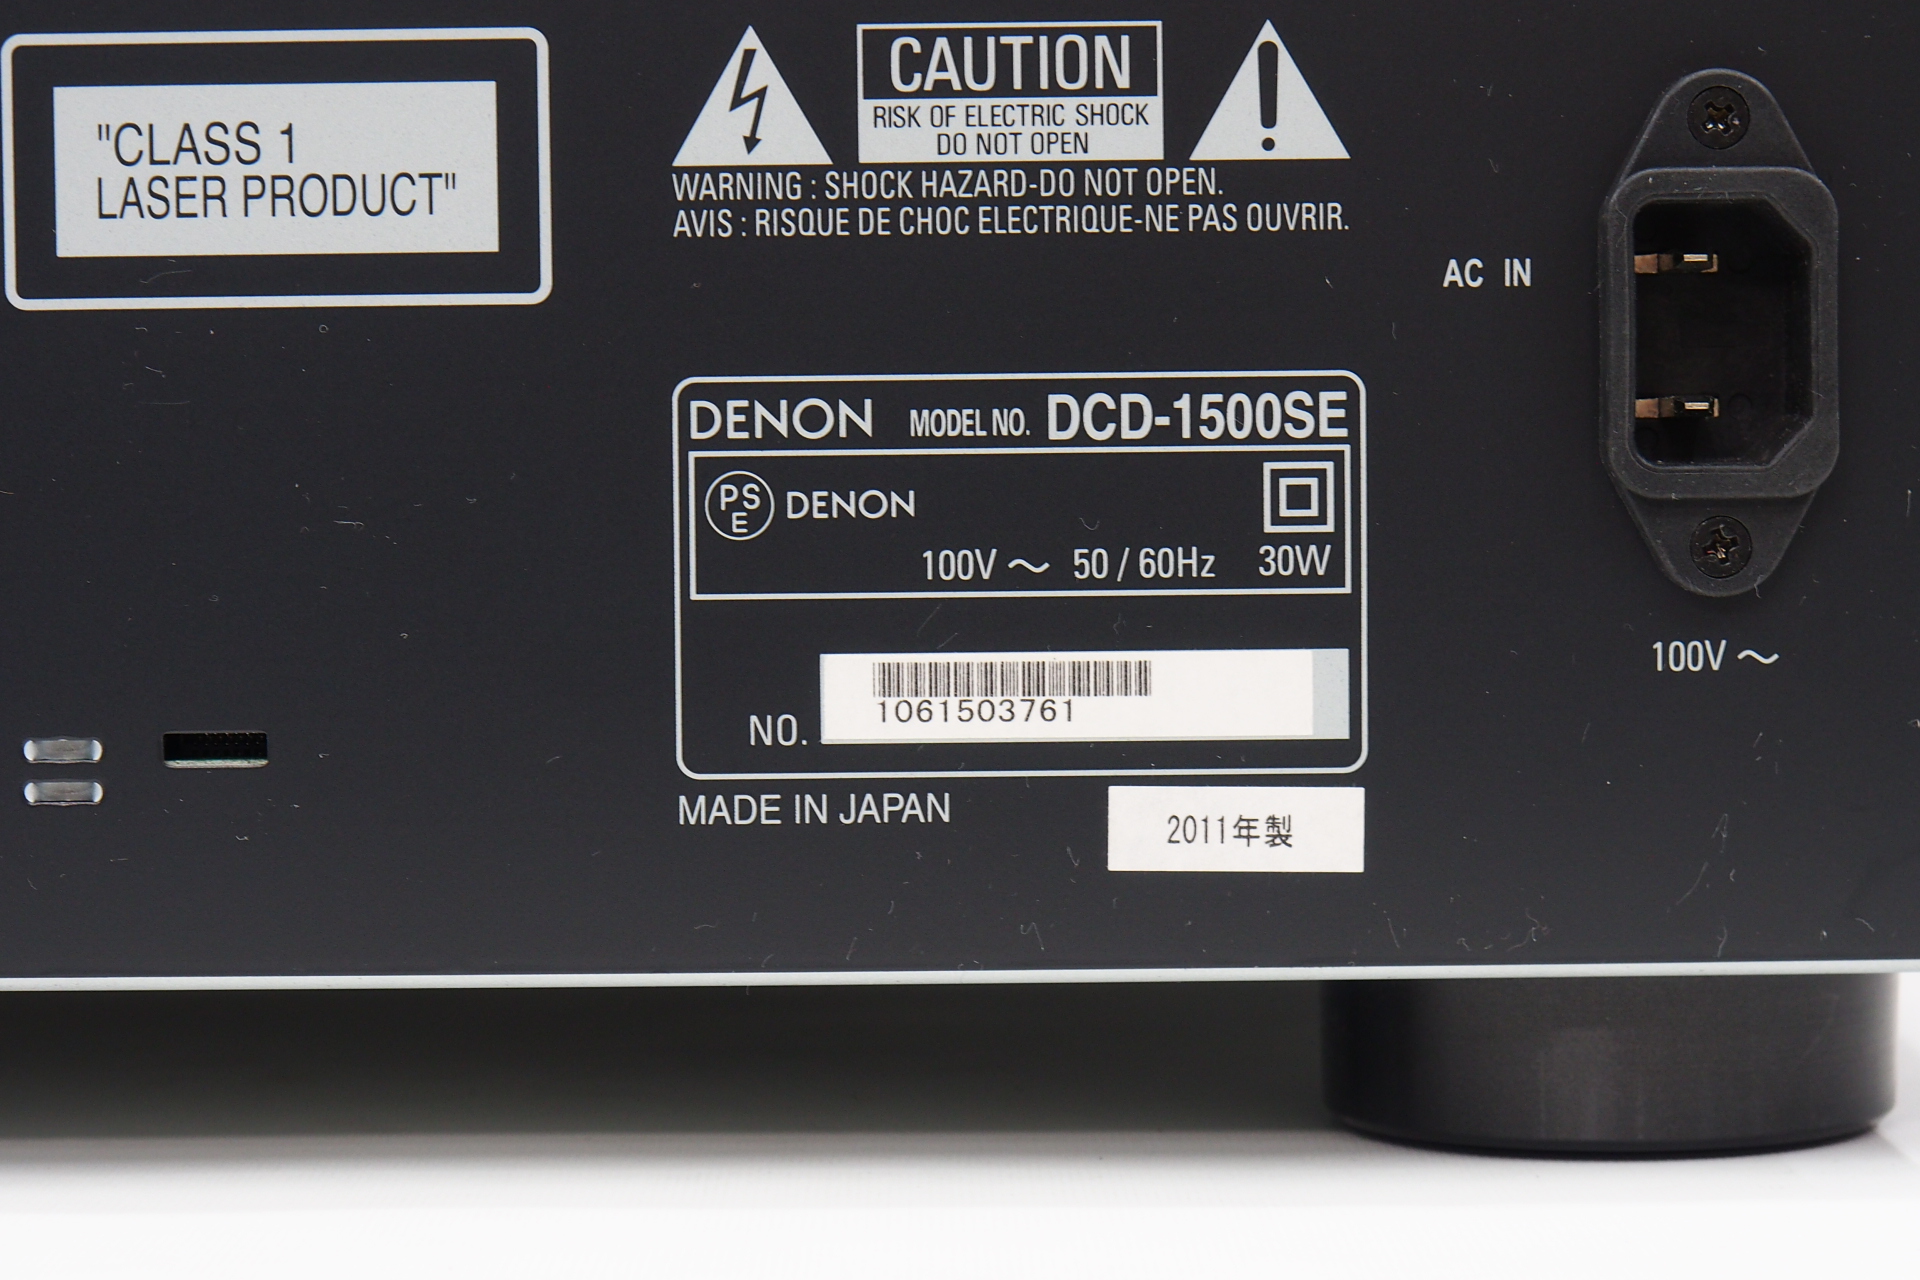 "CLASS 1
LASER PRODUCT"
CAUTION
RISK OF ELECTRIC SHOCK
DO NOT OPEN
WARNING : SHOCK HAZARD-DO NOT OPEN.
AVIS : RISQUE DE CHOC ELECTRIQUE-NE PAS OUVRIR.
AC IN
DENON MODEL NO. DCD-1500SE
PSE DENON
100V ～ 50 / 60Hz 30W
100V ～
1061503761
NO.
MADE IN JAPAN
2011年製